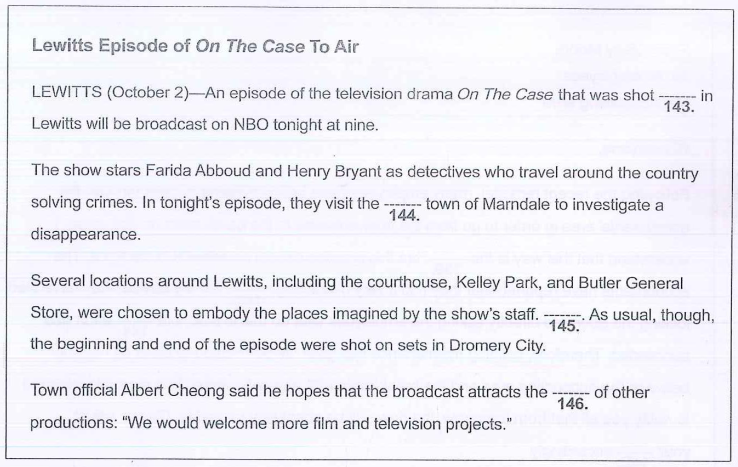 Lewitts Episode of On The Case To Air
LEWITTS (October 2)—An episode of the television drama On The Case that was shot ------- in
143.
Lewitts will be broadcast on NBO tonight at nine.
The show stars Farida Abboud and Henry Bryant as detectives who travel around the country
solving crimes. In tonight's episode, they visit the ------- town of Marndale to investigate a
144.
disappearance.
Several locations around Lewitts, including the courthouse, Kelley Park, and Butler General
Store, were chosen to embody the places imagined by the show's staff. -------. As usual, though,
145.
the beginning and end of the episode were shot on sets in Dromery City.
Town official Albert Cheong said he hopes that the broadcast attracts the ------- of other
146.
productions: “We would welcome more film and television projects.”